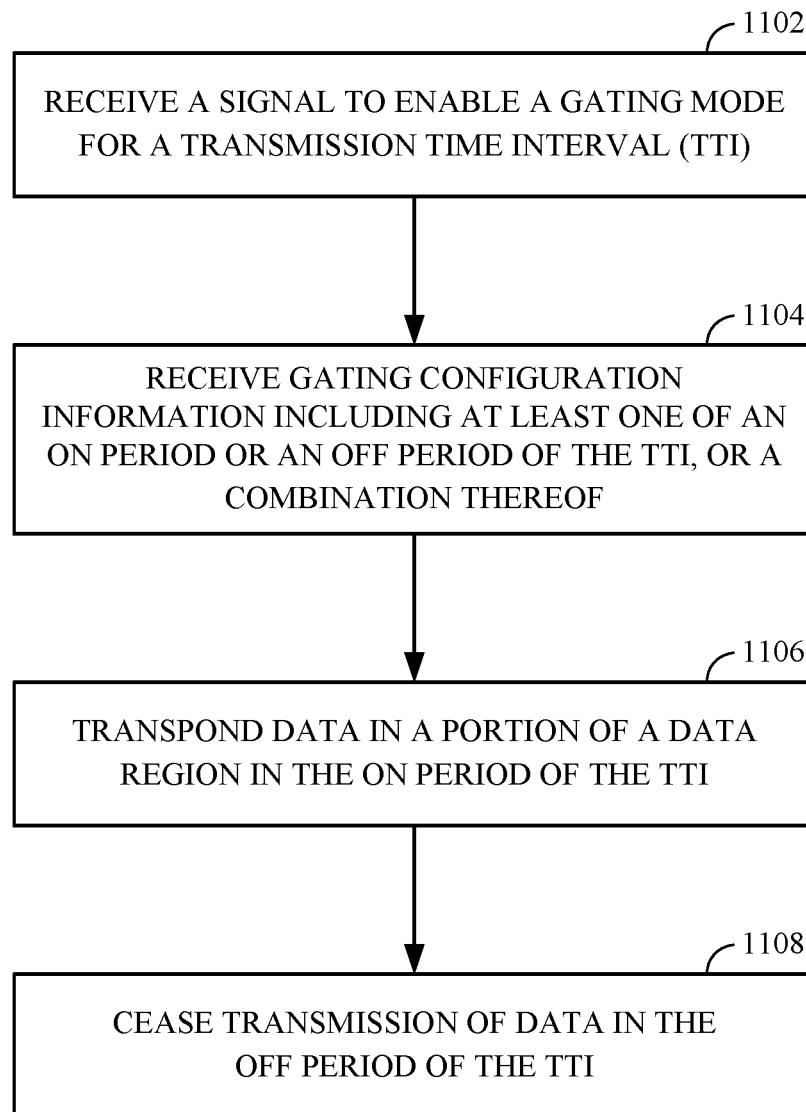 1102
RECEIVE A SIGNAL TO ENABLE A GATING MODE
FOR A TRANSMISSION TIME INTERVAL (TTI)
1104
RECEIVE GATING CONFIGURATION
INFORMATION INCLUDING AT LEAST ONE OF AN
ON PERIOD OR AN OFF PERIOD OF THE TTI, OR A
COMBINATION THEREOF
1106
TRANSPOND DATA IN A PORTION OF A DATA
REGION IN THE ON PERIOD OF THE TTI
1108
CEASE TRANSMISSION OF DATA IN THE
OFF PERIOD OF THE TTI